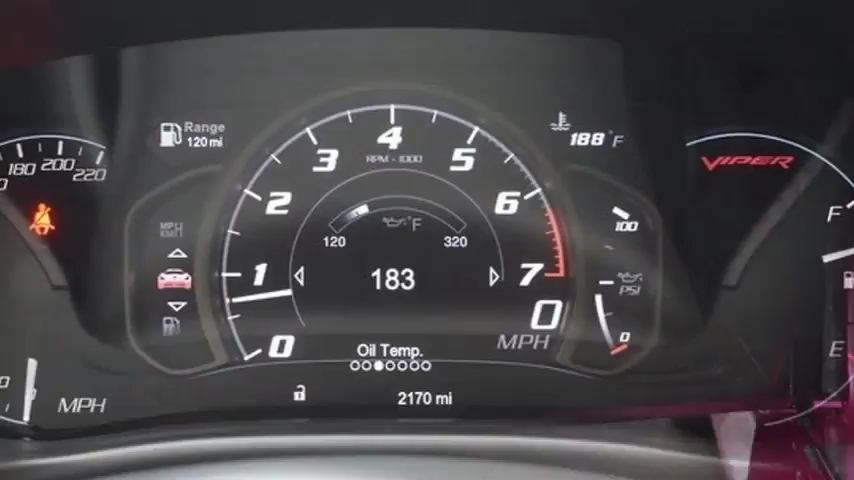 180 200 220
Range
120 mi
1 2 3 4 5 6 7
0
RPM - 1000
188 °F
VIPER
MPH
KM/H
°F
120 320
183
100
PSI
0
0
MPH
Oil Temp.
2170 mi
MPH
F
E